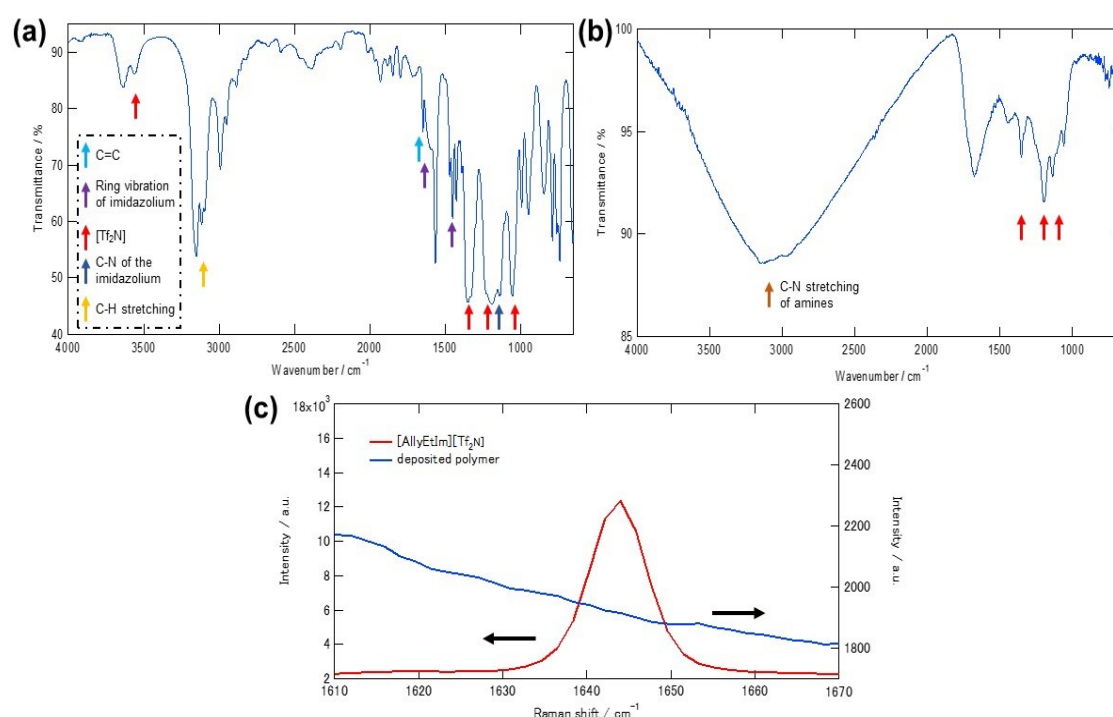 (a)
90
80
70
60
50
40
Transmittance / %
C=C
Ring vibration
of imidazolium
[Tf₂N]
C-N of the
imidazolium
C-H stretching
4000 3000 2500 2000 1500 1000
Wavenumber / cm⁻¹
(b)
100
95
90
85
Transmittance / %
C-N stretching
of amines
4000 3500 3000 2500 2000 1500 1000
Wavenumber / cm⁻¹
(c)
18x10³
16
14
12
10
8
6
4
2
Intensity / a.u.
[AllyEtIm][Tf₂N]
deposited polymer
2600
2400
2200
2000
1800
Intensity / a.u.
1610 1620 1630 1640 1650 1660 1670
Raman shift / cm⁻¹